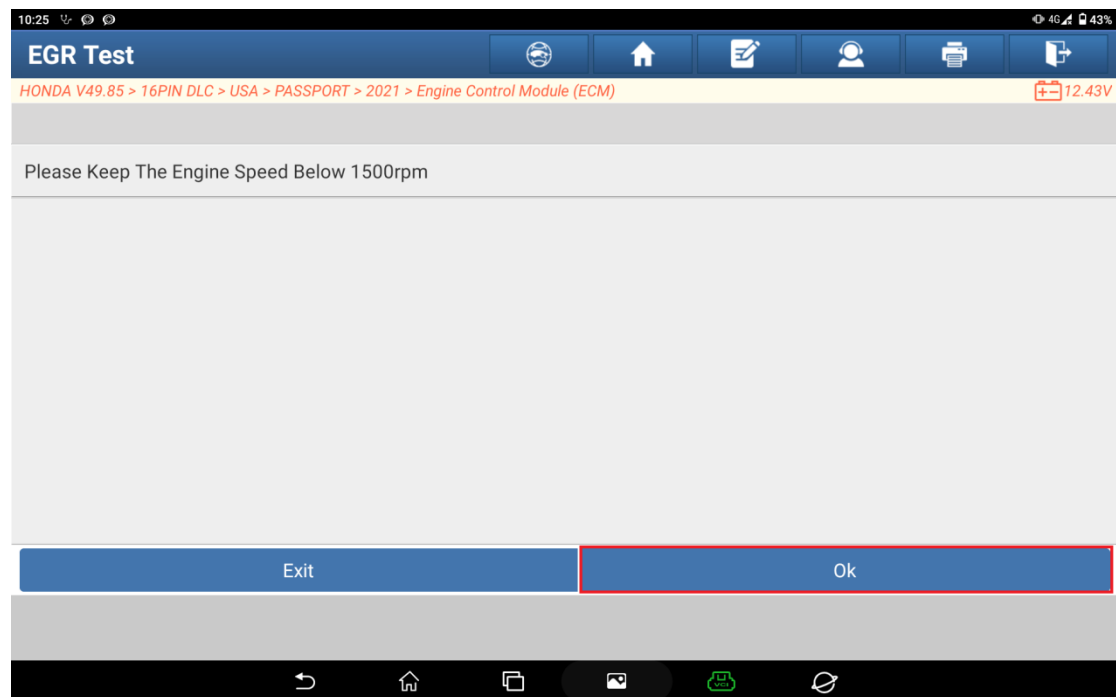 10:25 4G 43%
EGR Test
HONDA V49.85 > 16PIN DLC > USA > PASSPORT > 2021 > Engine Control Module (ECM) 12.43V
Please Keep The Engine Speed Below 1500rpm
Exit Ok
VCI